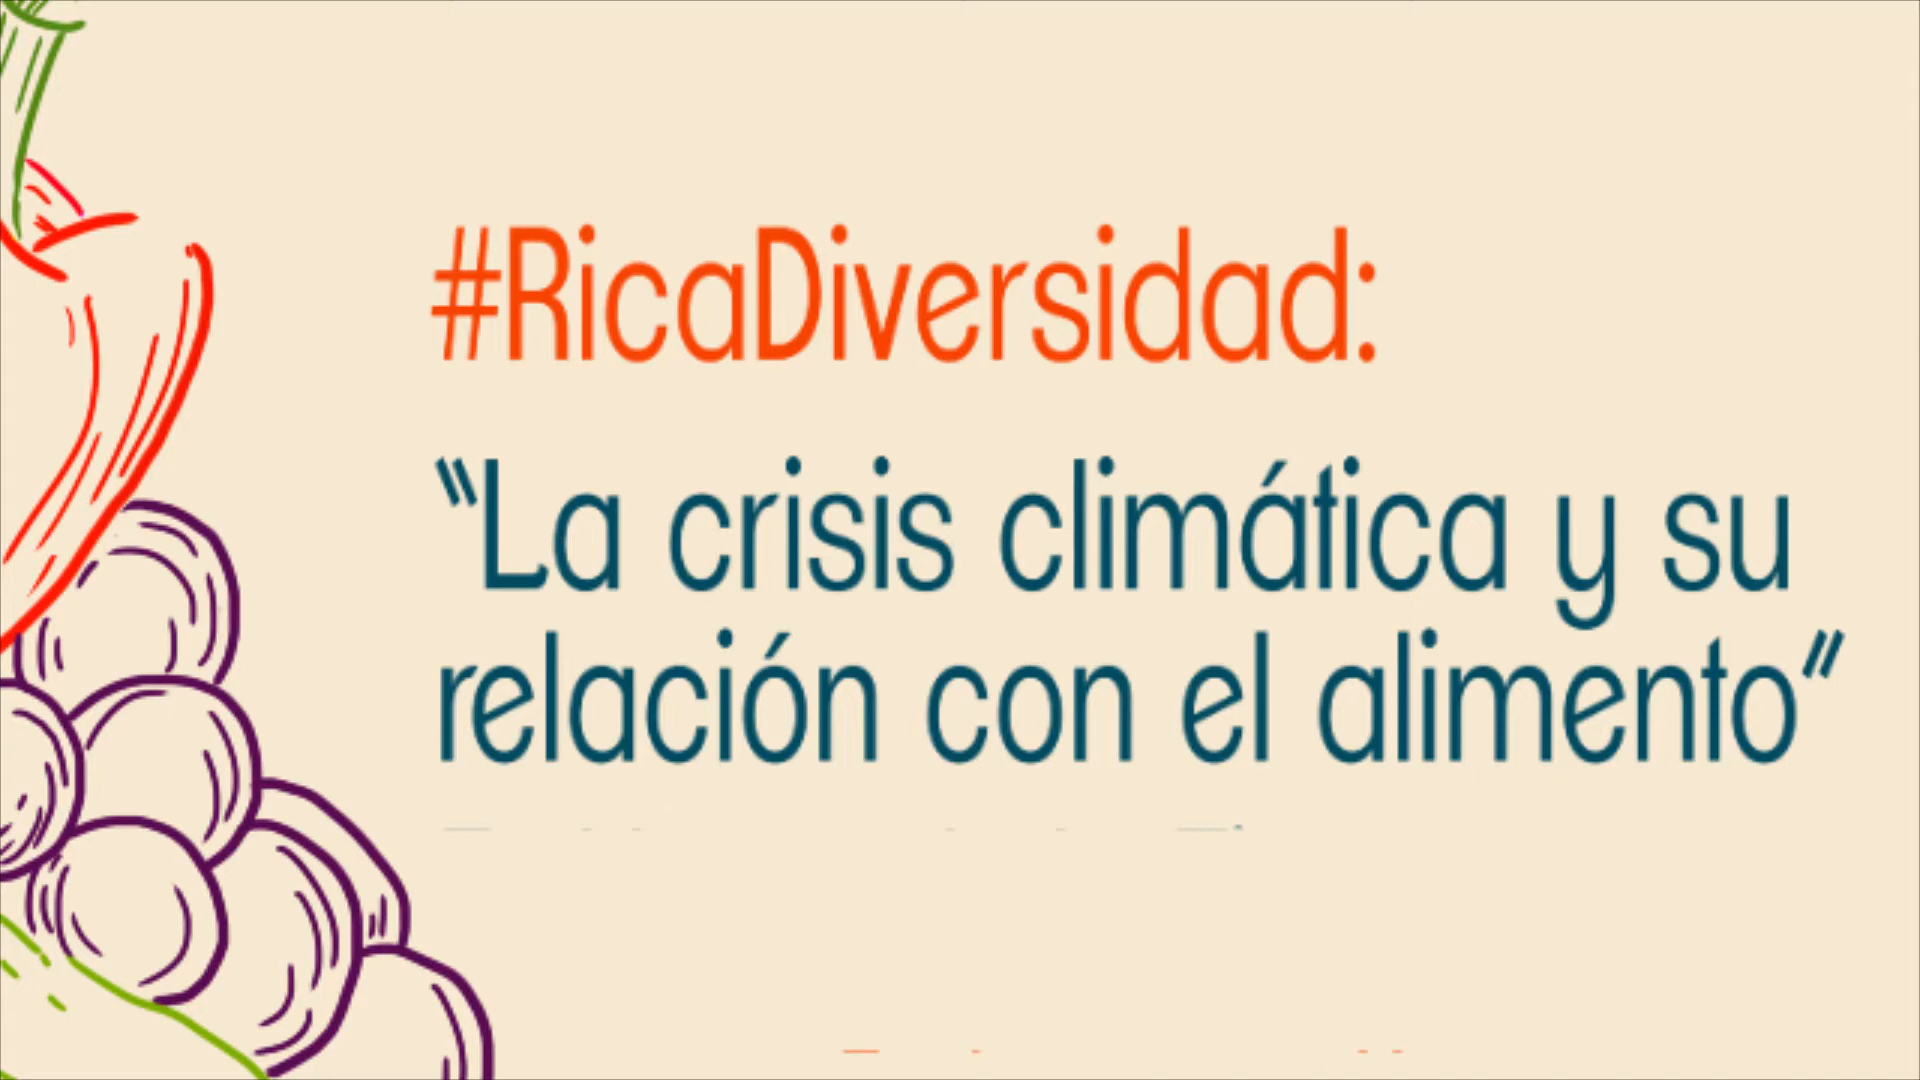 #RicaDiversidad:
“La crisis climática y su
relación con el alimento”